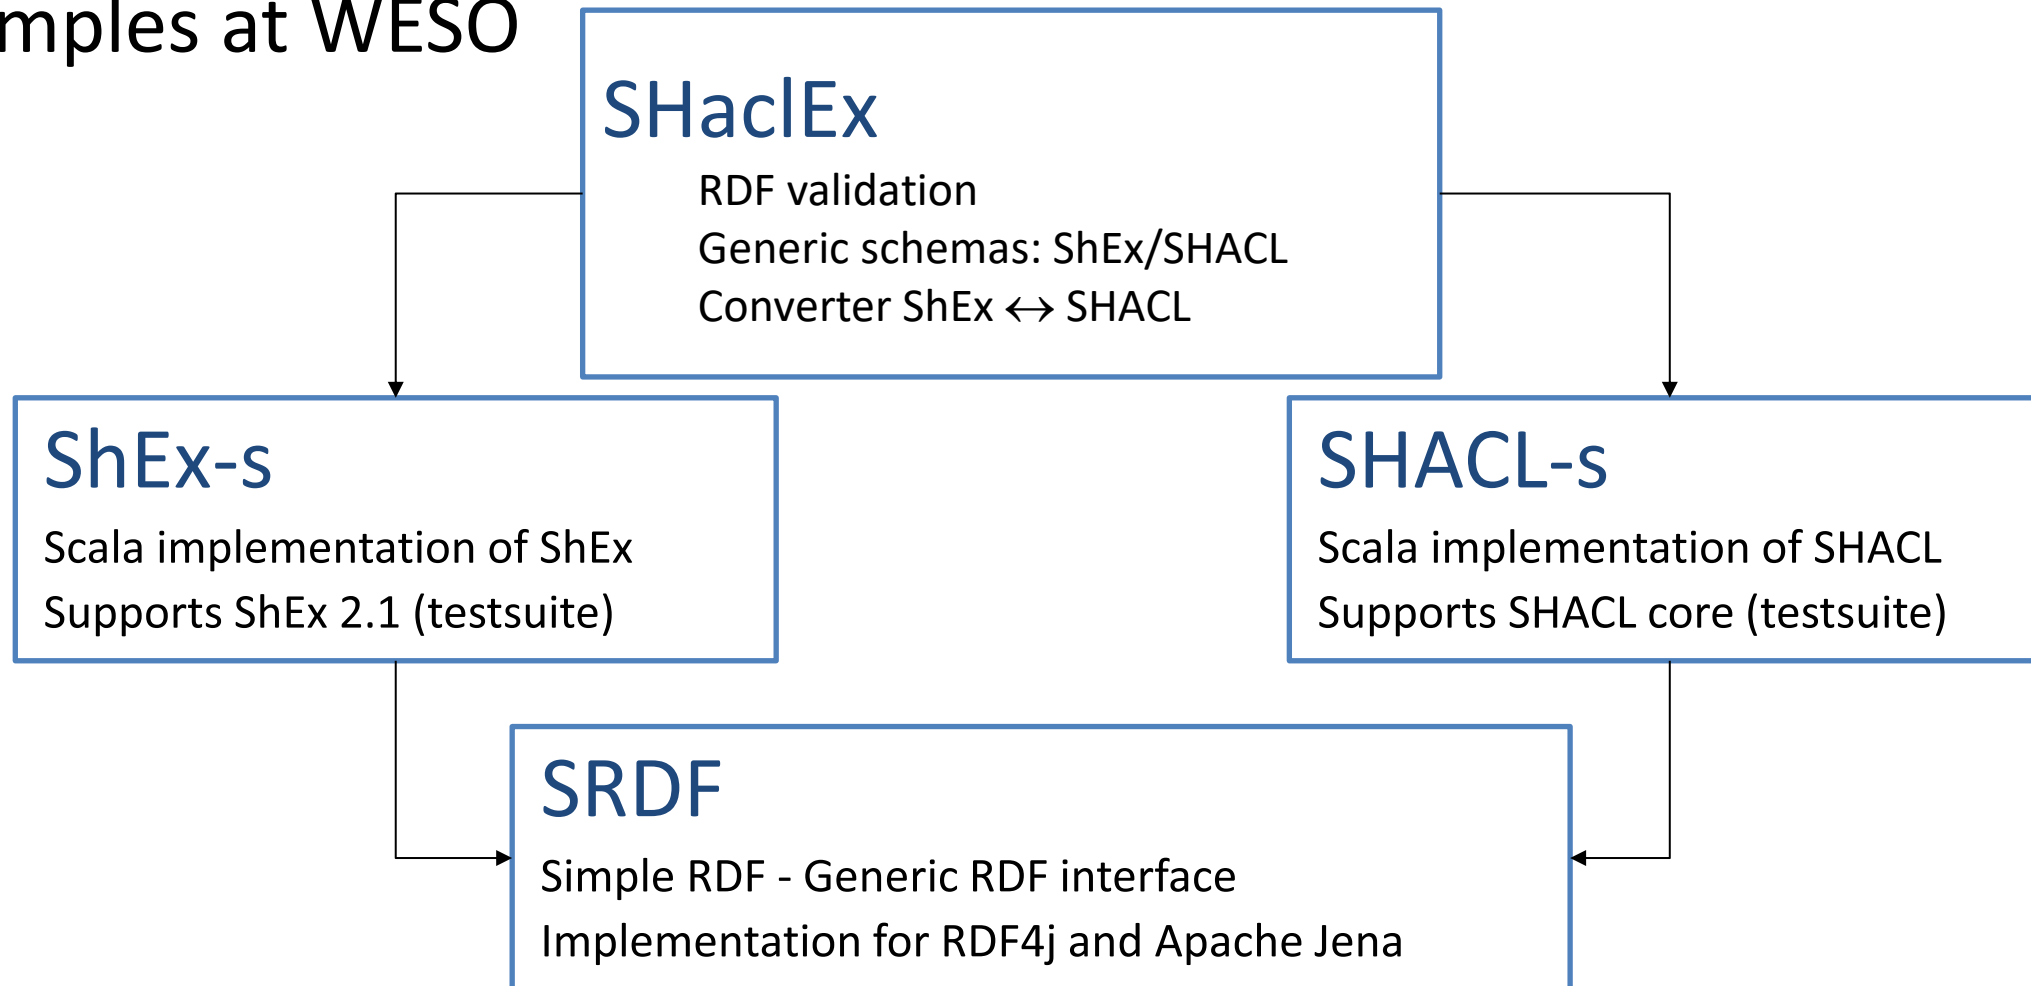 mples at WESO
SHaclEx
RDF validation
Generic schemas: ShEx/SHACL
Converter ShEx ↔ SHACL
ShEx-s
Scala implementation of ShEx
Supports ShEx 2.1 (testsuite)
SHACL-s
Scala implementation of SHACL
Supports SHACL core (testsuite)
SRDF
Simple RDF - Generic RDF interface
Implementation for RDF4j and Apache Jena